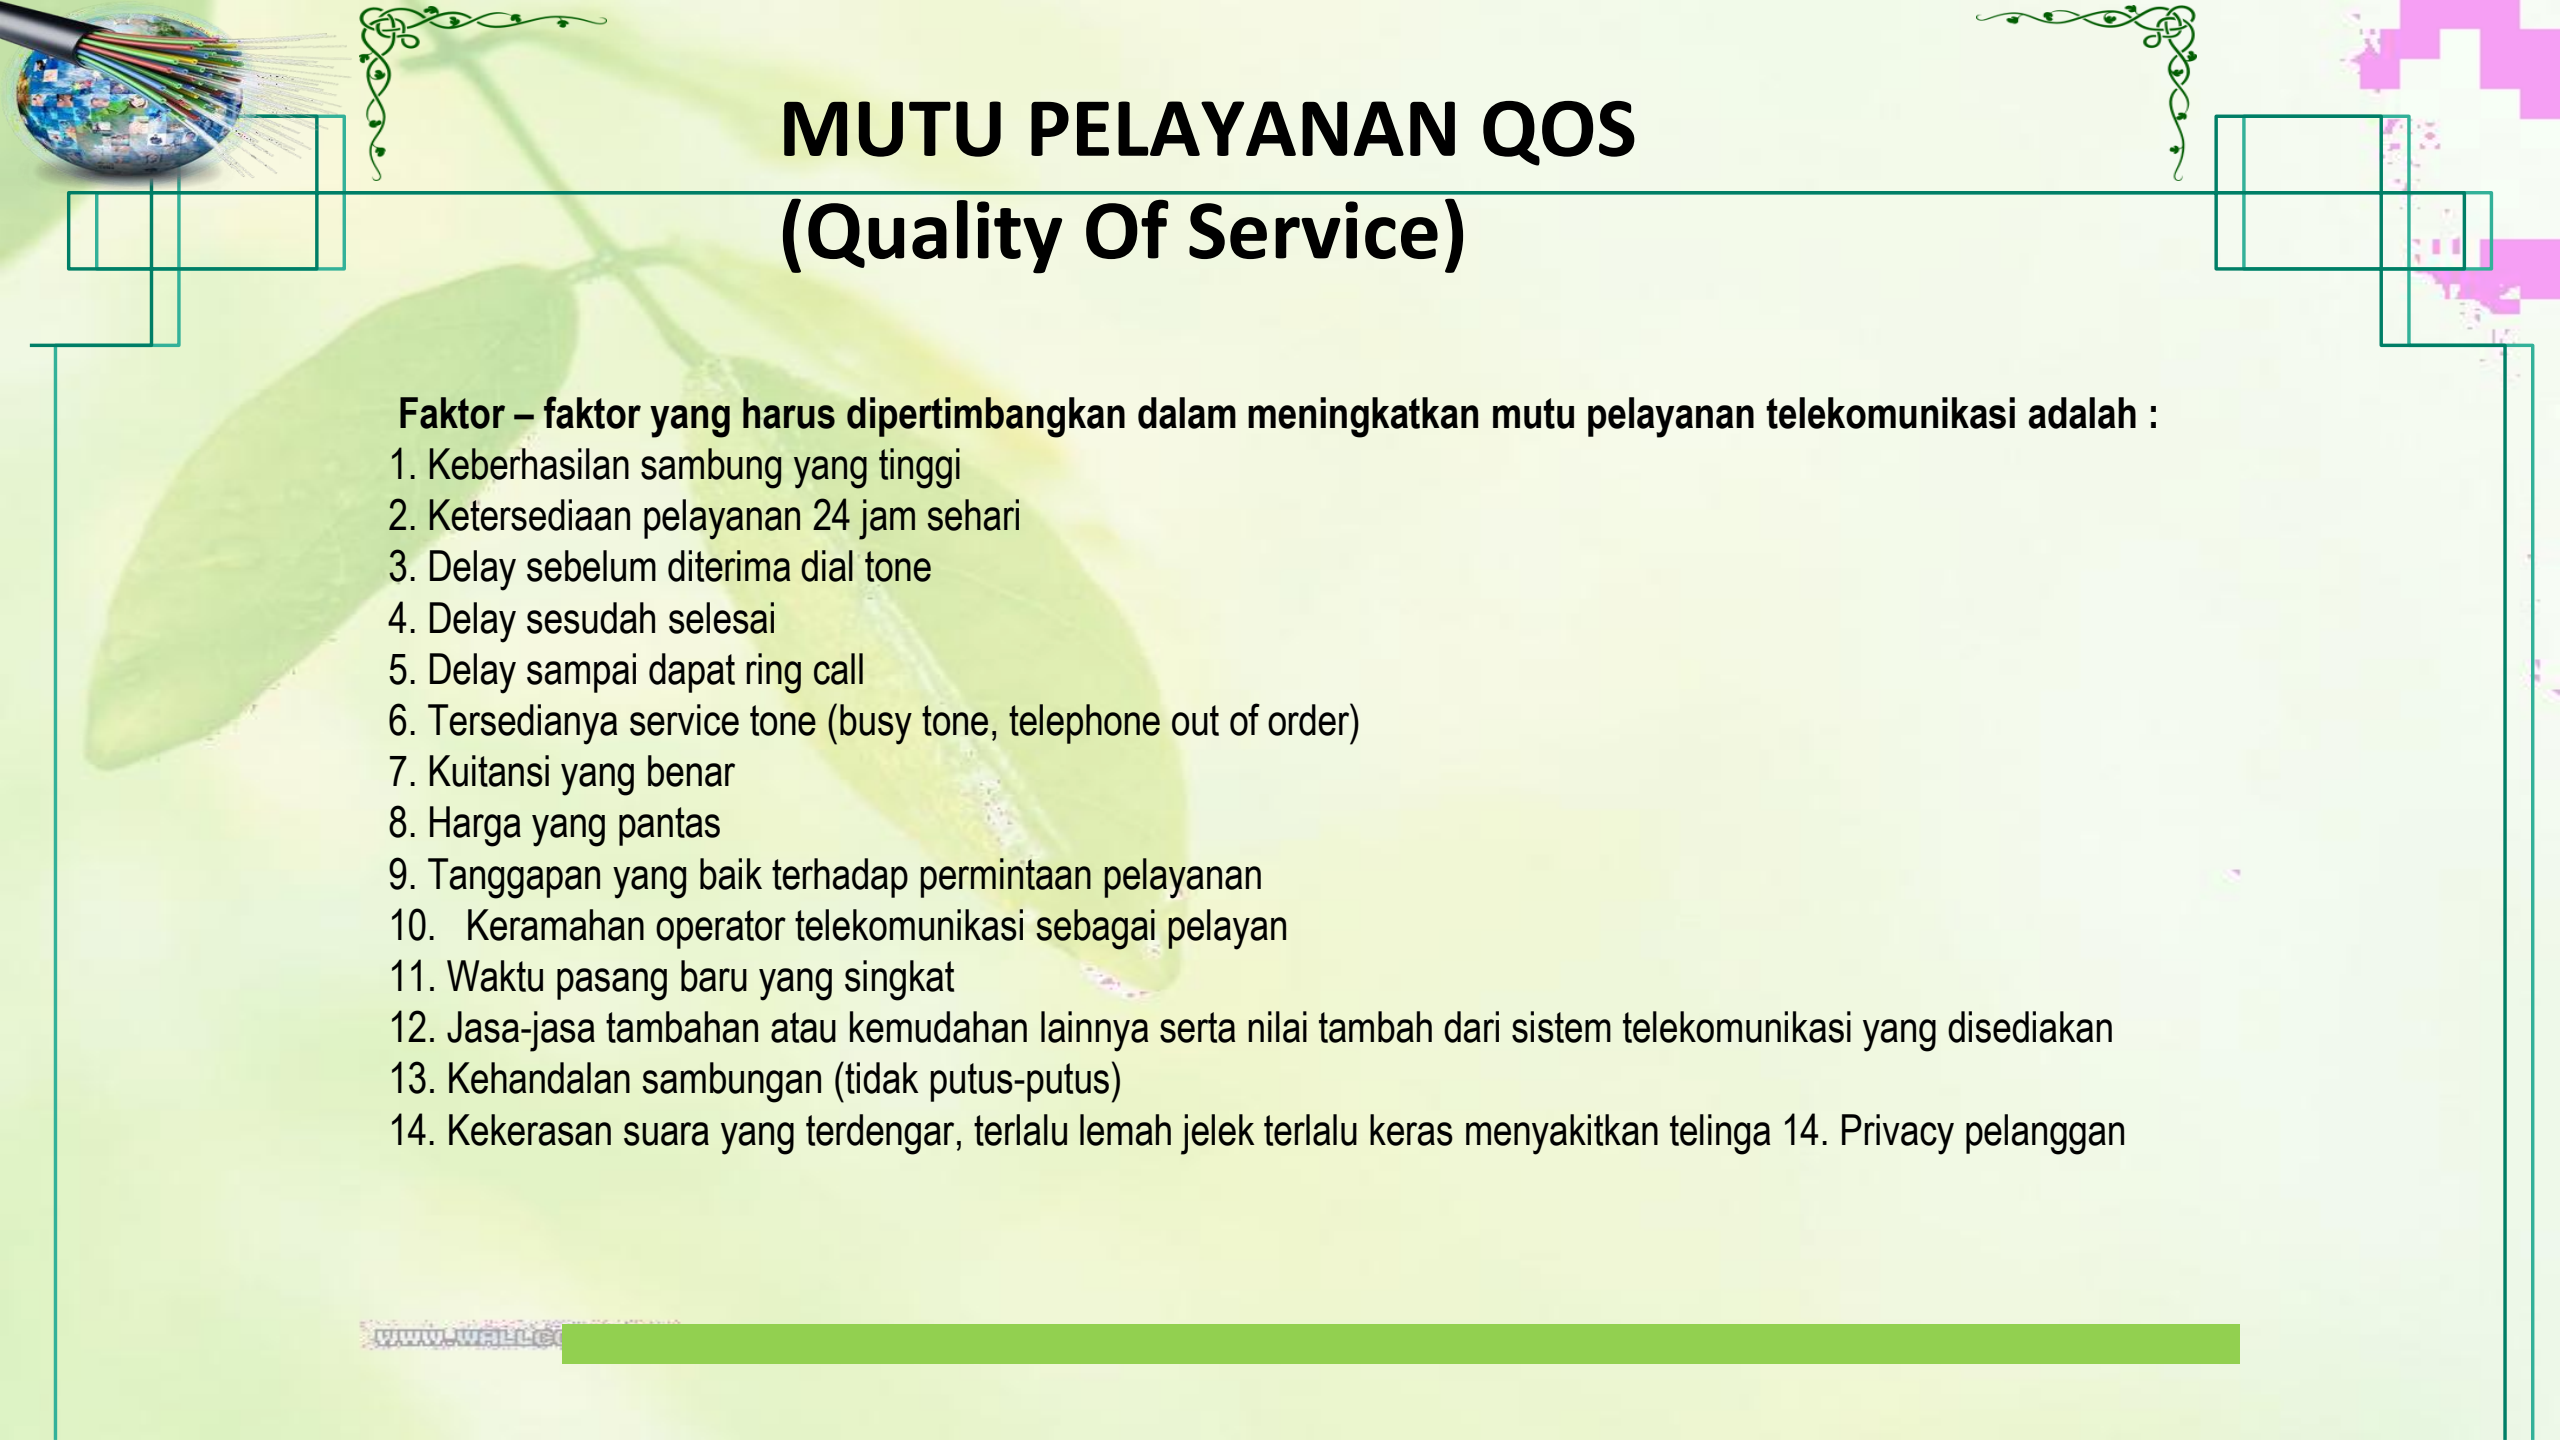 MUTU PELAYANAN QOS
(Quality Of Service)
Faktor – faktor yang harus dipertimbangkan dalam meningkatkan mutu pelayanan telekomunikasi adalah :
1. Keberhasilan sambung yang tinggi
2. Ketersediaan pelayanan 24 jam sehari
3. Delay sebelum diterima dial tone
4. Delay sesudah selesai
5. Delay sampai dapat ring call
6. Tersedianya service tone (busy tone, telephone out of order)
7. Kuitansi yang benar
8. Harga yang pantas
9. Tanggapan yang baik terhadap permintaan pelayanan
10. Keramahan operator telekomunikasi sebagai pelayan
11. Waktu pasang baru yang singkat
12. Jasa-jasa tambahan atau kemudahan lainnya serta nilai tambah dari sistem telekomunikasi yang disediakan
13. Kehandalan sambungan (tidak putus-putus)
14. Kekerasan suara yang terdengar, terlalu lemah jelek terlalu keras menyakitkan telinga 14. Privacy pelanggan